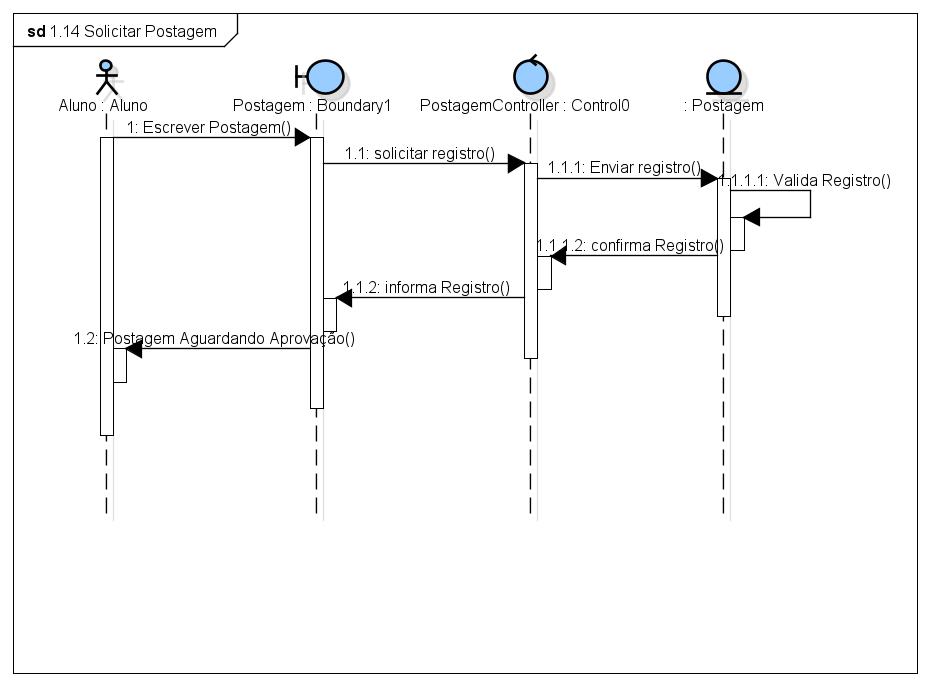 sd 1.14 Solicitar Postagem
Aluno : Aluno
Postagem : Boundary1
PostagemController : Control0
: Postagem
1: Escrever Postagem()
1.1: solicitar registro()
1.1.1: Enviar registro()
1.1.1.1: Valida Registro()
1.1.1.2: confirma Registro()
1.1.2: informa Registro()
1.2: Postagem Aguardando Aprovação()